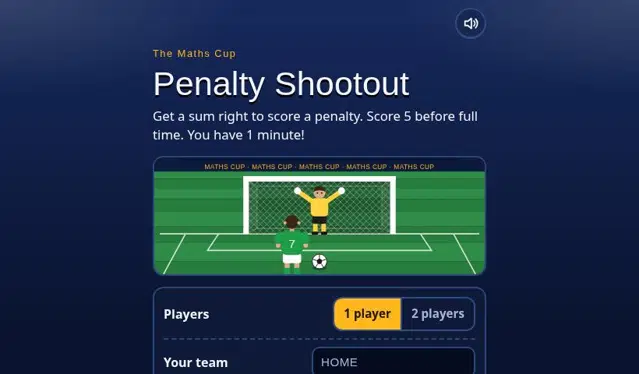 The Maths Cup
Penalty Shootout
Get a sum right to score a penalty. Score 5 before full
time. You have 1 minute!
MATHS CUP · MATHS CUP · MATHS CUP · MATHS CUP · MATHS CUP
7
Players
1 player
2 players
Your team
HOME